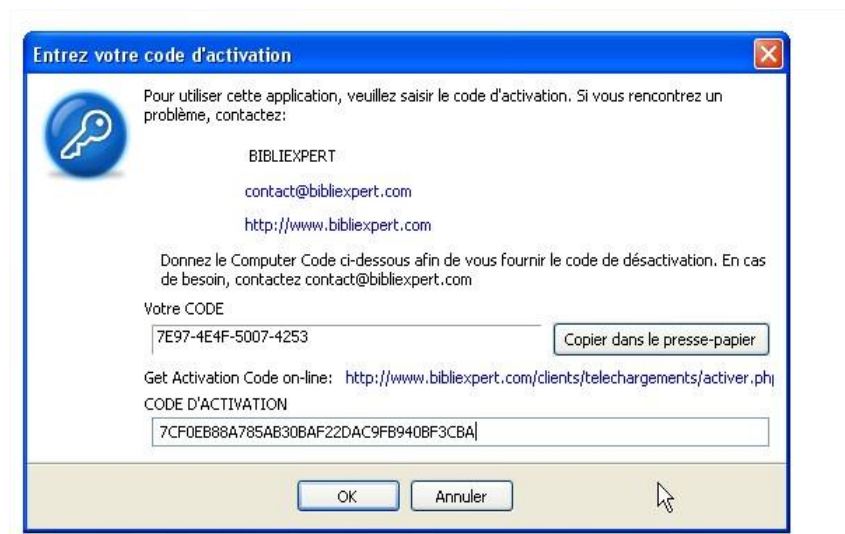 Entrez votre code d'activation
Pour utiliser cette application, veuillez saisir le code d'activation. Si vous rencontrez un
problème, contactez:
BIBLIEXPERT
contact@bibliexpert.com
http://www.bibliexpert.com
Donnez le Computer Code ci-dessous afin de vous fournir le code de désactivation. En cas
de besoin, contactez contact@bibliexpert.com
Votre CODE
7E97-4E4F-5007-4253
Copier dans le presse-papier
Get Activation Code on-line: http://www.bibliexpert.com/clients/telechargements/activer.ph
CODE D'ACTIVATION
7CF0EB88A785AB30BAF22DAC9FB940BF3CBA
OK
Annuler